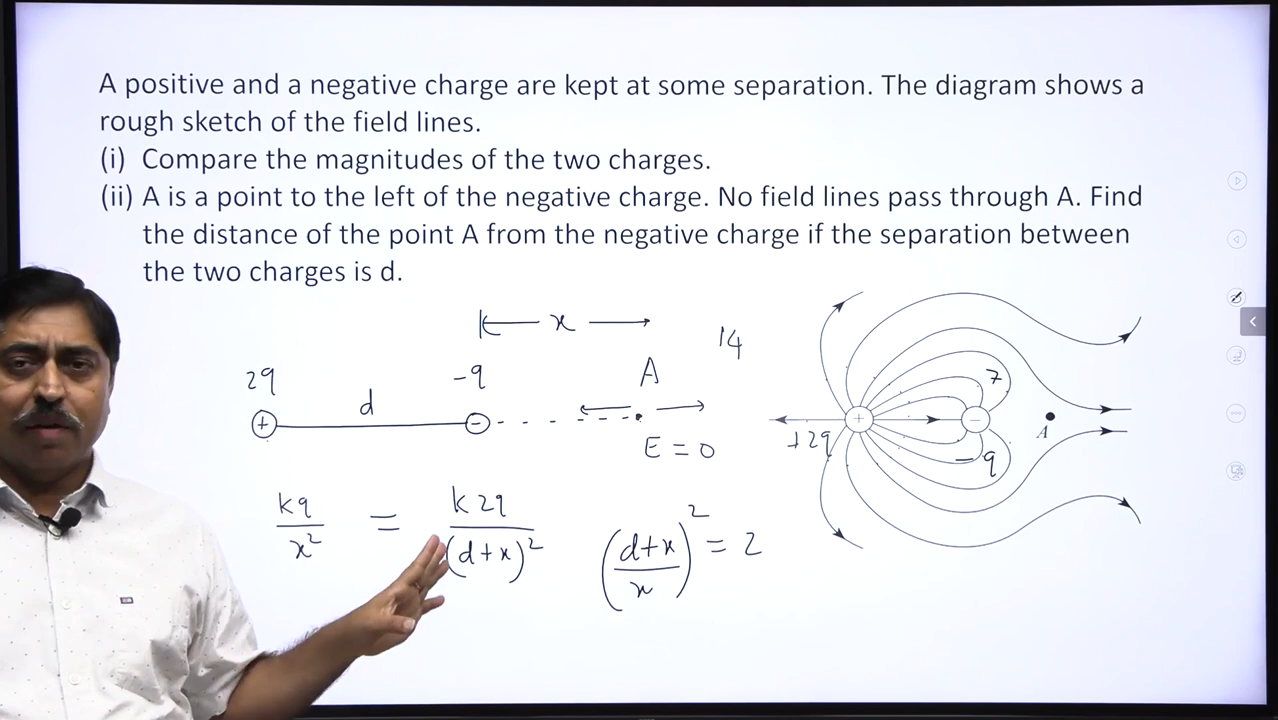 A positive and a negative charge are kept at some separation. The diagram shows a
rough sketch of the field lines.
(i) Compare the magnitudes of the two charges.
(ii) A is a point to the left of the negative charge. No field lines pass through A. Find
the distance of the point A from the negative charge if the separation between
the two charges is d.
x
14
2q
-q
A
d
+
-
E = 0
7
+
-
A
+2q
-q
kq/x² = k2q/(d+x)²
((d+x)/x)² = 2